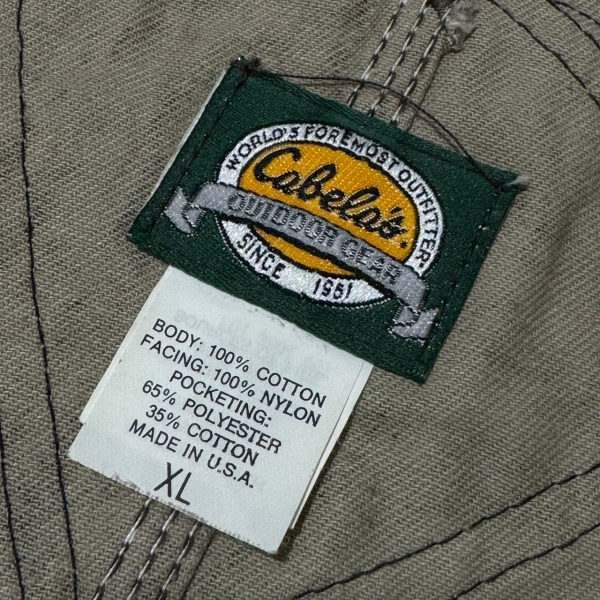 WORLD'S FOREMOST OUTFITTER
Cabela's.
OUTDOOR GEAR
SINCE 1961
BODY: 100% COTTON
FACING: 100% NYLON
POCKETING:
65% POLYESTER
35% COTTON
MADE IN U.S.A.
XL